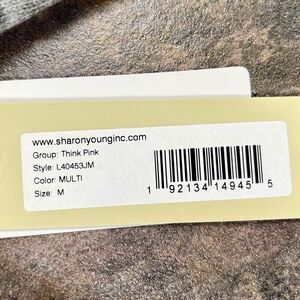 www.sharonyounginc.com
Group: Think Pink
Style: L40453JM
Color: MULTI
Size: M
1 92134 14945 5